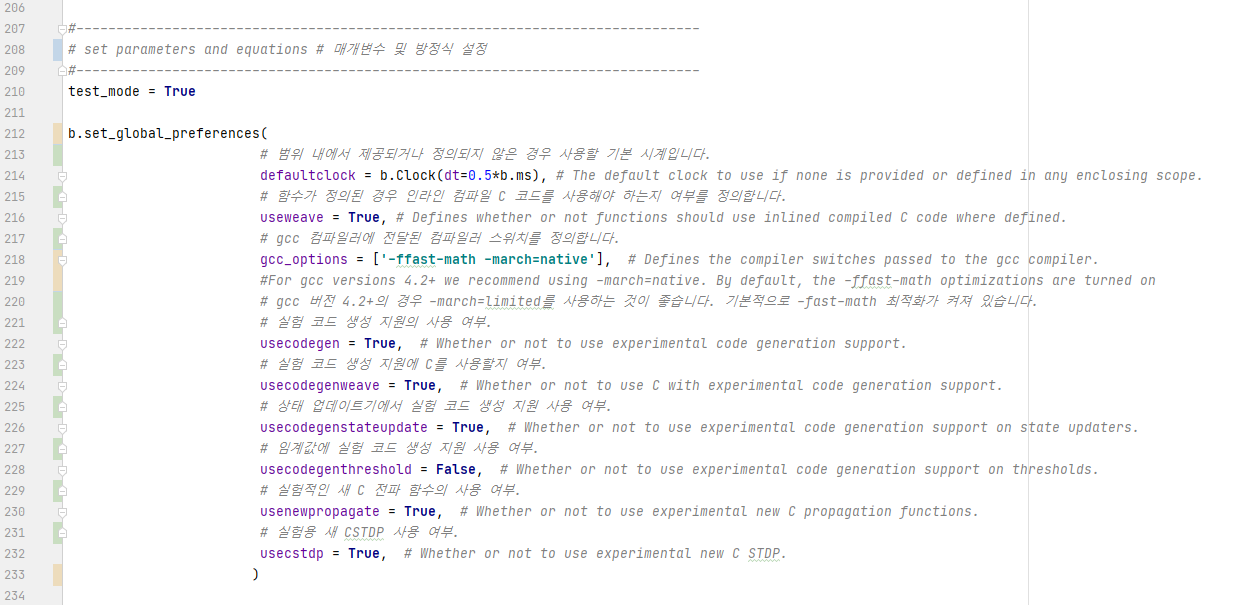 206
207 #------------------------------------------------------------------------------
208 # set parameters and equations # 매개변수 및 방정식 설정
209 #------------------------------------------------------------------------------
210 test_mode = True
211
212 b.set_global_preferences(
213 # 범위 내에서 제공되거나 정의되지 않은 경우 사용할 기본 시계입니다.
214 defaultclock = b.Clock(dt=0.5*b.ms), # The default clock to use if none is provided or defined in any enclosing scope.
215 # 함수가 정의된 경우 인라인 컴파일 C 코드를 사용해야 하는지 여부를 정의합니다.
216 useweave = True, # Defines whether or not functions should use inlined compiled C code where defined.
217 # gcc 컴파일러에 전달된 컴파일러 스위치를 정의합니다.
218 gcc_options = ['-ffast-math -march=native'],  # Defines the compiler switches passed to the gcc compiler.
219 #For gcc versions 4.2+ we recommend using -march=native. By default, the -ffast-math optimizations are turned on
220 # gcc 버전 4.2+의 경우 -march=limited를 사용하는 것이 좋습니다. 기본적으로 -fast-math 최적화가 켜져 있습니다.
221 # 실험 코드 생성 지원의 사용 여부.
222 usecodegen = True,  # Whether or not to use experimental code generation support.
223 # 실험 코드 생성 지원에 C를 사용할지 여부.
224 usecodegenweave = True,  # Whether or not to use C with experimental code generation support.
225 # 상태 업데이트기에서 실험 코드 생성 지원 사용 여부.
226 usecodegenstateupdate = True,  # Whether or not to use experimental code generation support on state updaters.
227 # 임계값에 실험 코드 생성 지원 사용 여부.
228 usecodegenthreshold = False,  # Whether or not to use experimental code generation support on thresholds.
229 # 실험적인 새 C 전파 함수의 사용 여부.
230 usenewpropagate = True,  # Whether or not to use experimental new C propagation functions.
231 # 실험용 새 CSTDP 사용 여부.
232 usecstdp = True,  # Whether or not to use experimental new C STDP.
233 )
234